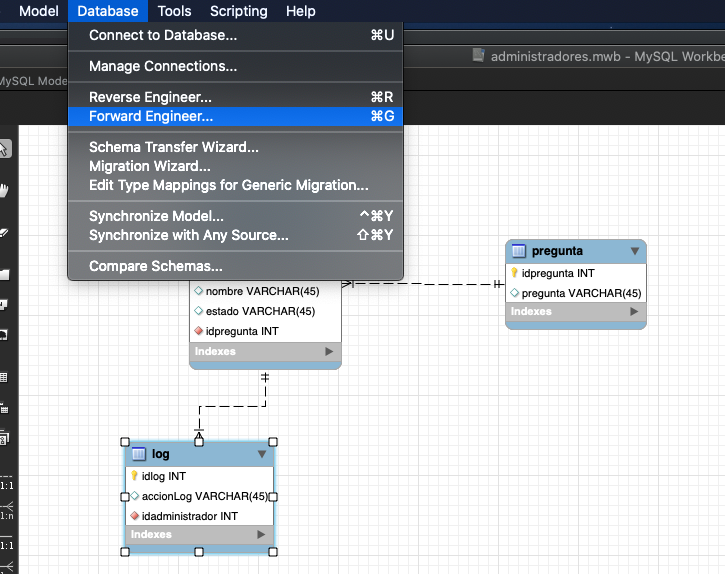 Model Database Tools Scripting Help
Connect to Database... ⌘U
administradores.mwb - MySQL Workbe
Manage Connections...
MySQL Mode
Reverse Engineer... ⌘R
Forward Engineer... ⌘G
Schema Transfer Wizard...
Migration Wizard...
Edit Type Mappings for Generic Migration...
Synchronize Model... ^⌘Y
Synchronize with Any Source... ⇧⌘Y
Compare Schemas...
pregunta
idpregunta INT
pregunta VARCHAR(45)
Indexes
nombre VARCHAR(45)
estado VARCHAR(45)
idpregunta INT
Indexes
log
idlog INT
accionLog VARCHAR(45)
idadministrador INT
Indexes
1:1
1:n
1:1